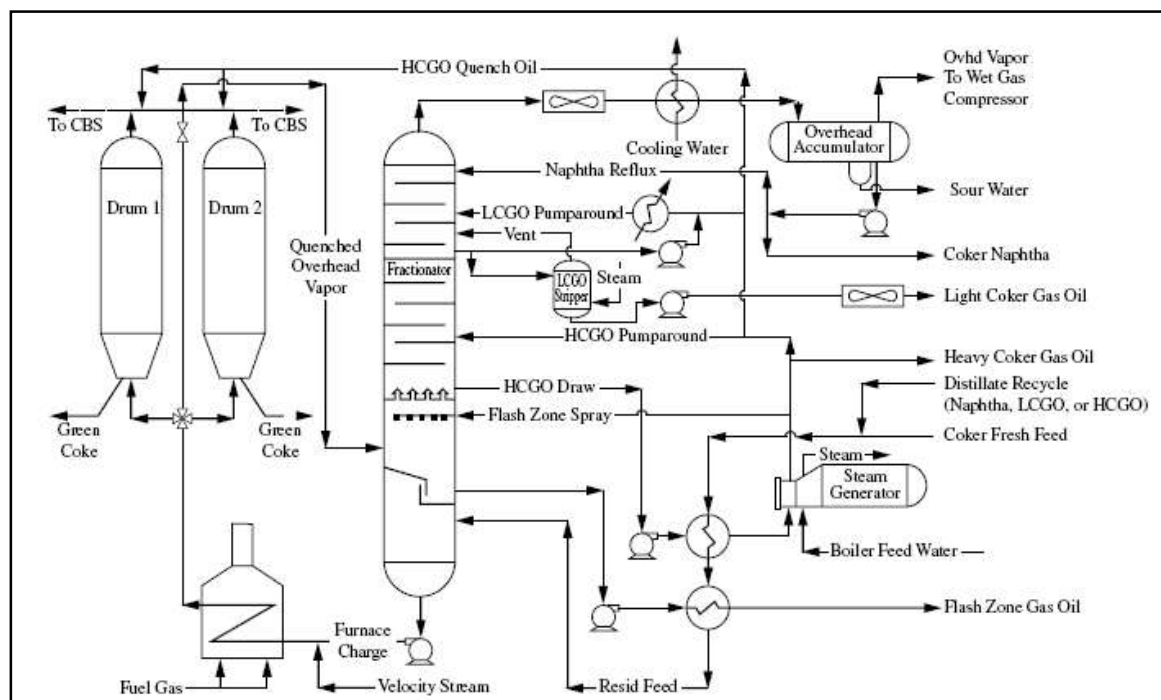 HCGO Quench Oil
Ovhd Vapor
To Wet Gas
Compressor
To CBS
To CBS
Cooling Water
Overhead
Accumulator
Naphtha Reflux
Sour Water
Drum 1
Drum 2
LCGO Pumparound
Vent
Quenched
Overhead
Vapor
Fractionator
LCGO
Stripper
Steam
Coker Naphtha
Light Coker Gas Oil
HCGO Pumparound
Heavy Coker Gas Oil
HCGO Draw
Distillate Recycle
(Naphtha, LCGO, or HCGO)
Flash Zone Spray
Green
Coke
Green
Coke
Coker Fresh Feed
Steam
Steam
Generator
Boiler Feed Water
Flash Zone Gas Oil
Furnace
Charge
Fuel Gas
Velocity Stream
Resid Feed